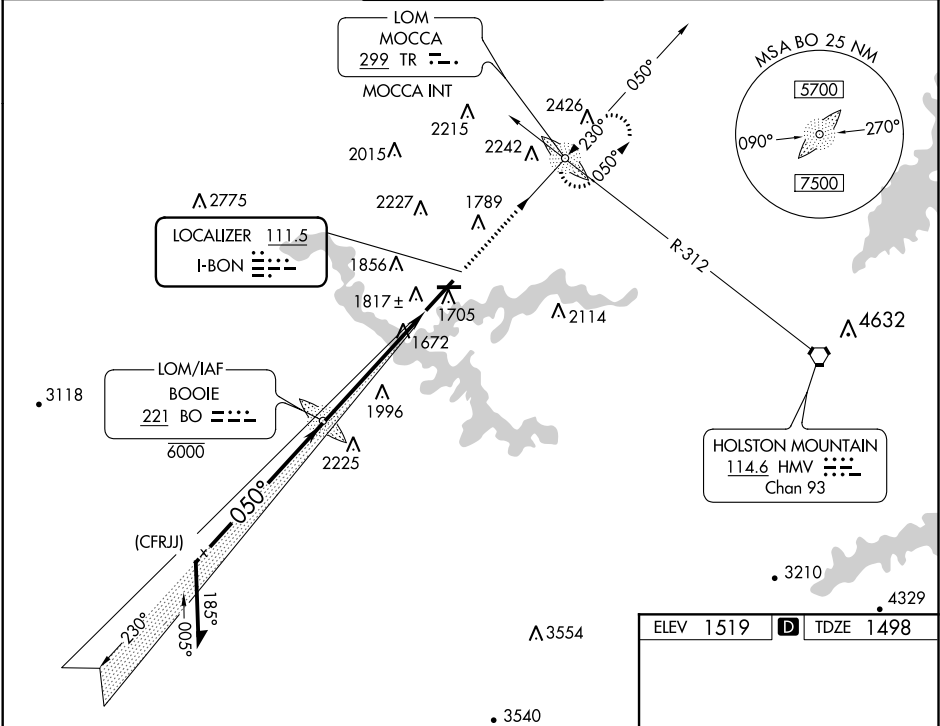 LOM
MOCCA
299 TR
MOCCA INT
050°
MSA BO 25 NM
5700
090°
270°
7500
2426
230°
050°
2215
2242
2015
2775
2227
1789
LOCALIZER 111.5
I-BON
1856
R-312
1817 ±
1705
2114
4632
1672
LOM/IAF
BOOIE
221 BO
6000
3118
1996
2225
HOLSTON MOUNTAIN
114.6 HMV
Chan 93
050°
(CFRJJ)
185°
005°
230°
3210
4329
3554
ELEV 1519 D TDZE 1498
3540